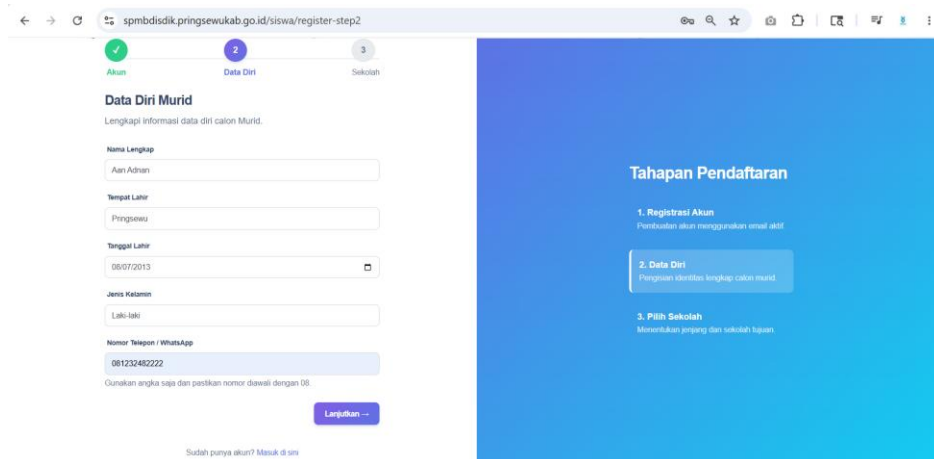 spmbdisdik.pringsewukab.go.id/siswa/register-step2
2
3
Akun
Data Diri
Sekolah
Data Diri Murid
Lengkapi informasi data diri calon Murid.
Nama Lengkap
Aan Adnan
Tempat Lahir
Pringsewu
Tanggal Lahir
08/07/2013
Jenis Kelamin
Laki-laki
Nomor Telepon / WhatsApp
081232482222
Gunakan angka saja dan pastikan nomor diawali dengan 08.
Lanjutkan →
Sudah punya akun? Masuk di sini
Tahapan Pendaftaran
1. Registrasi Akun
Pembuatan akun menggunakan email aktif.
2. Data Diri
Pengisian identitas lengkap calon murid.
3. Pilih Sekolah
Menentukan jenjang dan sekolah tujuan.